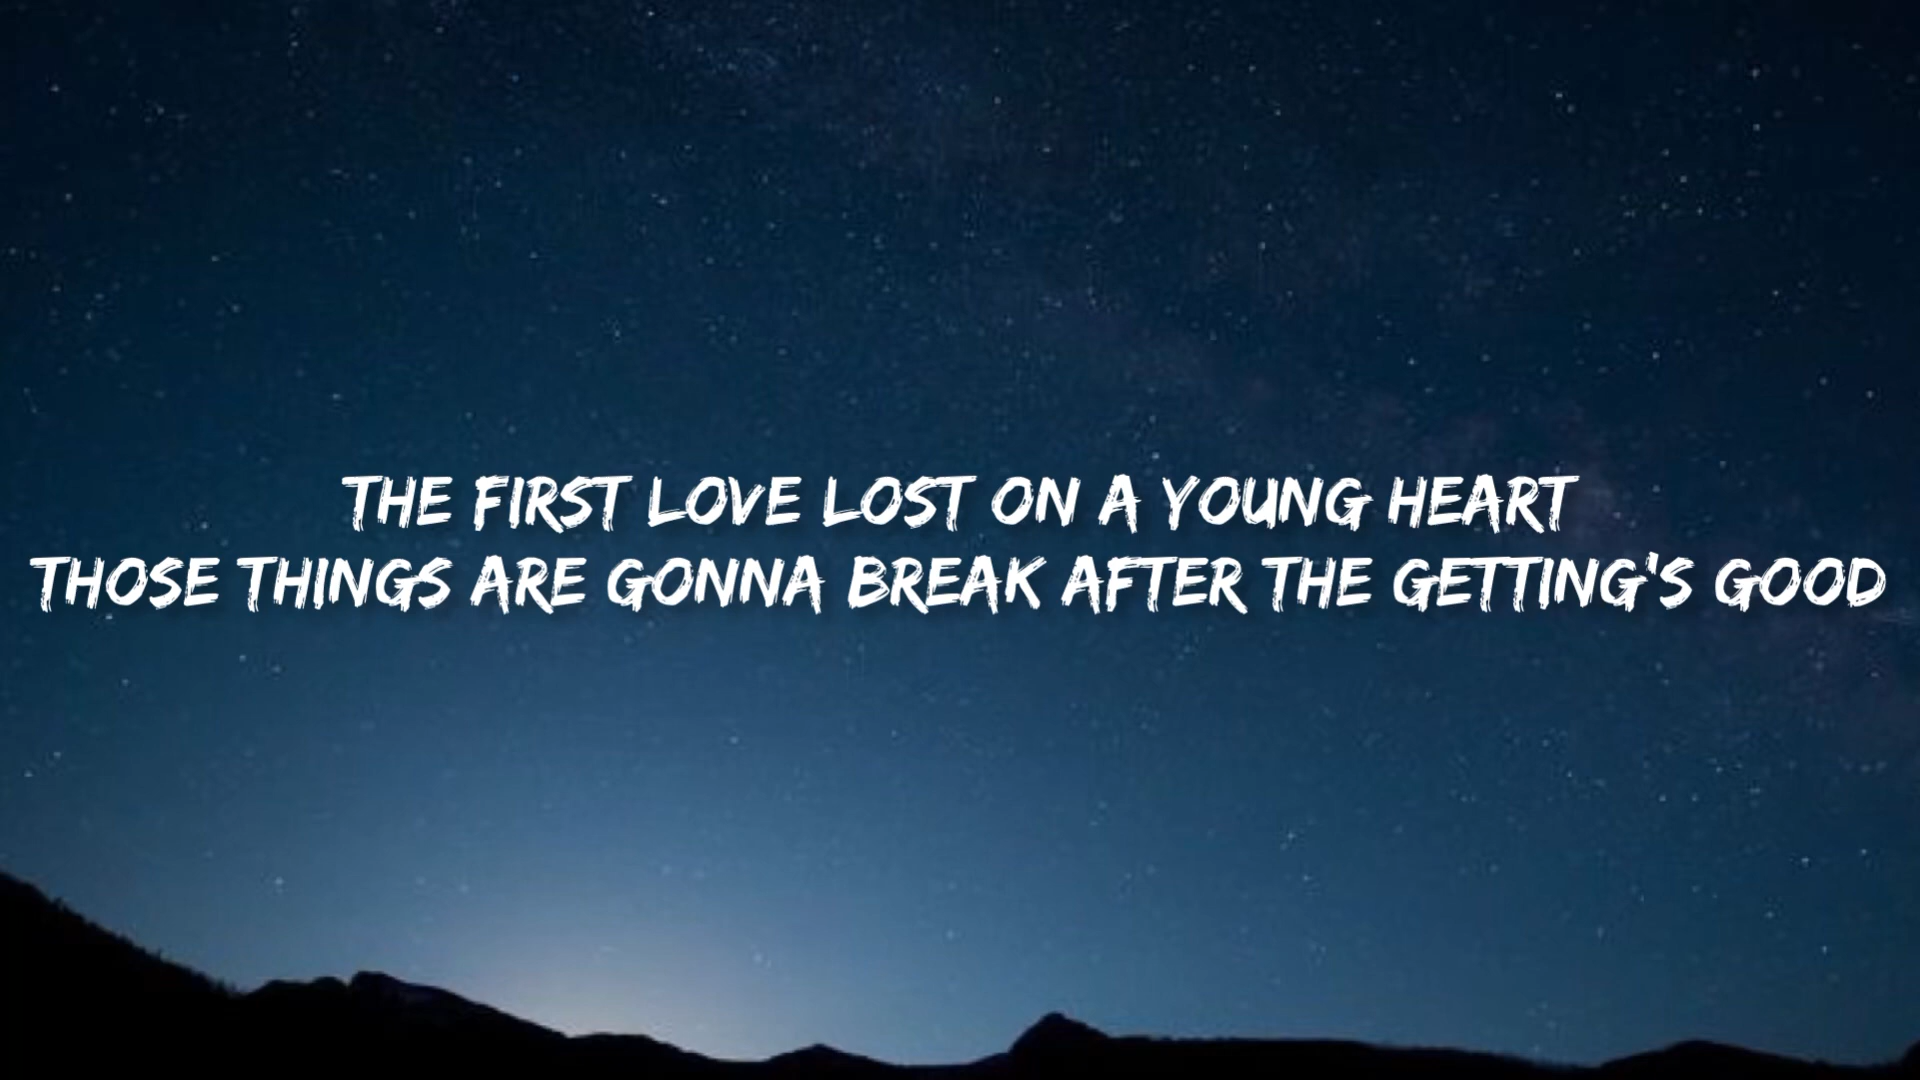 THE FIRST LOVE LOST ON A YOUNG HEART
THOSE THINGS ARE GONNA BREAK AFTER THE GETTING'S GOOD